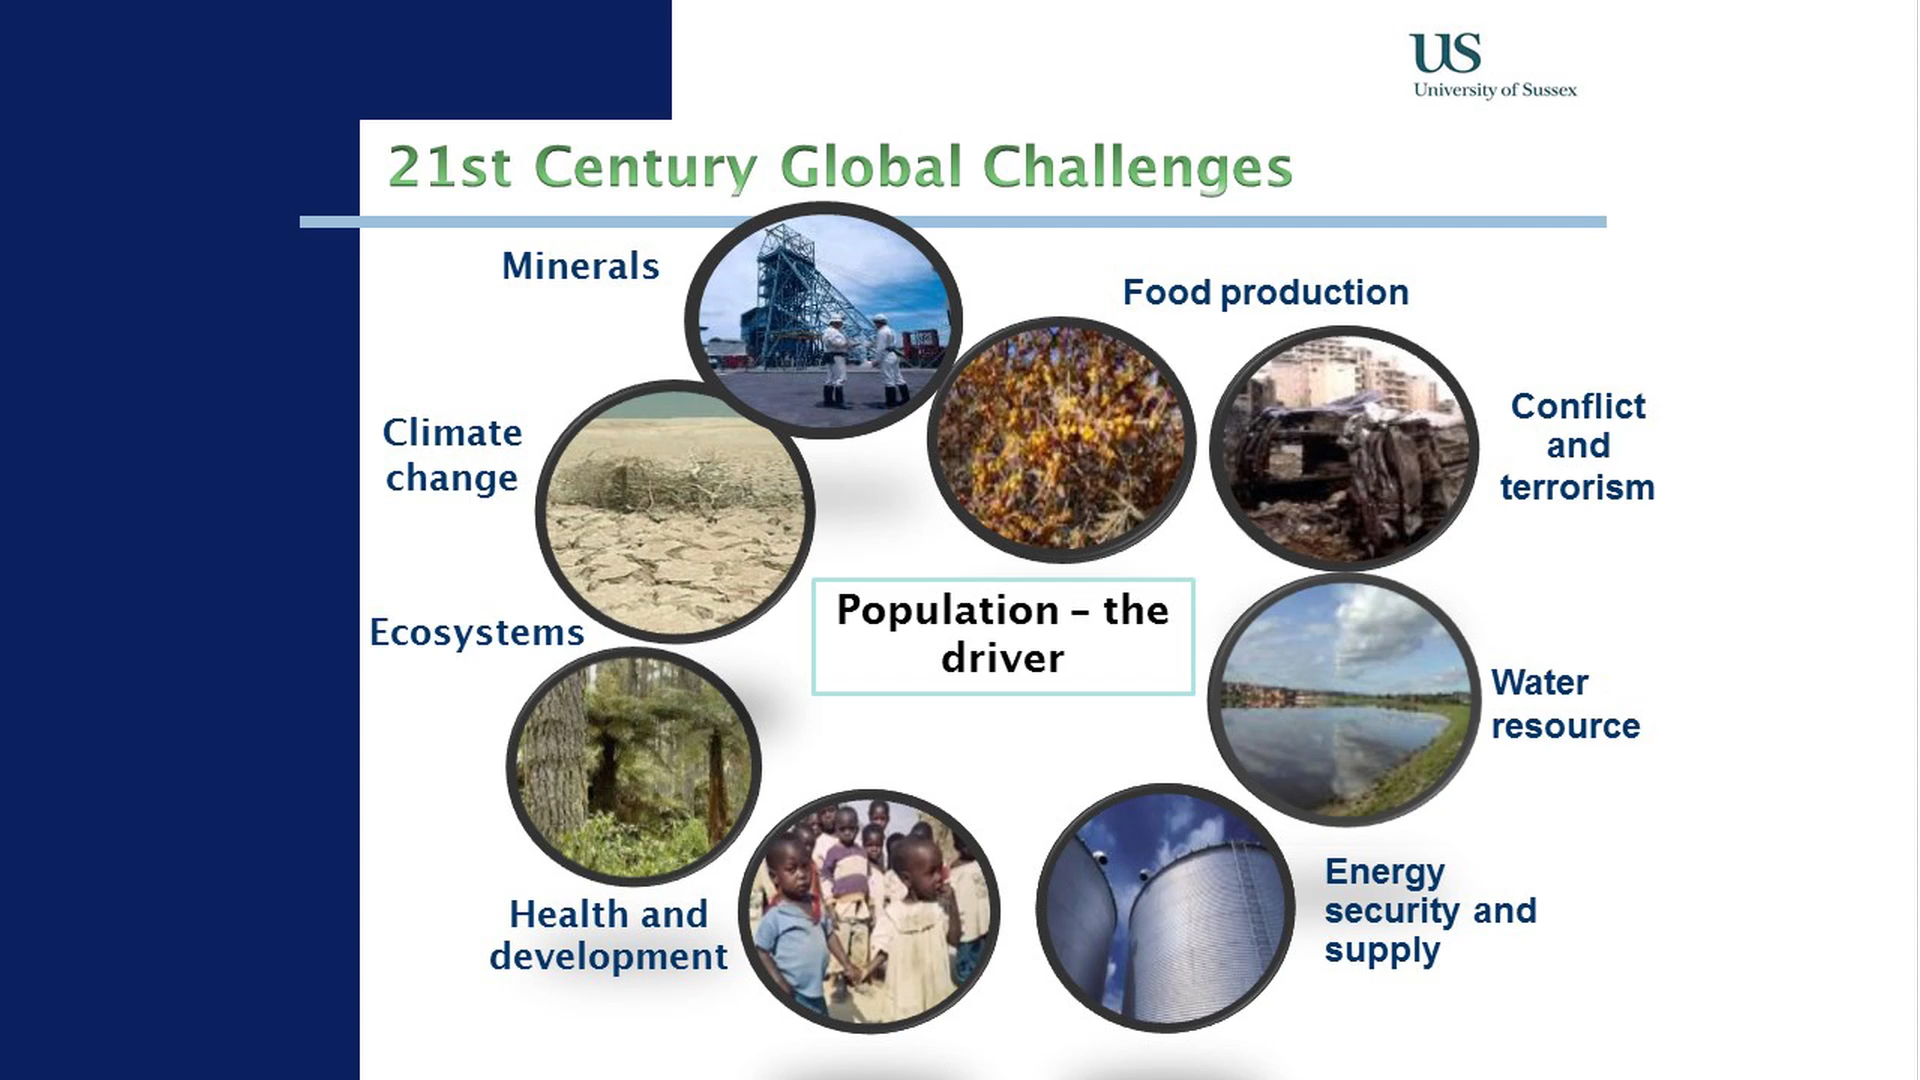 US
University of Sussex
21st Century Global Challenges
Minerals
Food production
Climate
change
Conflict
and
terrorism
Ecosystems
Population – the
driver
Water
resource
Health and
development
Energy
security and
supply